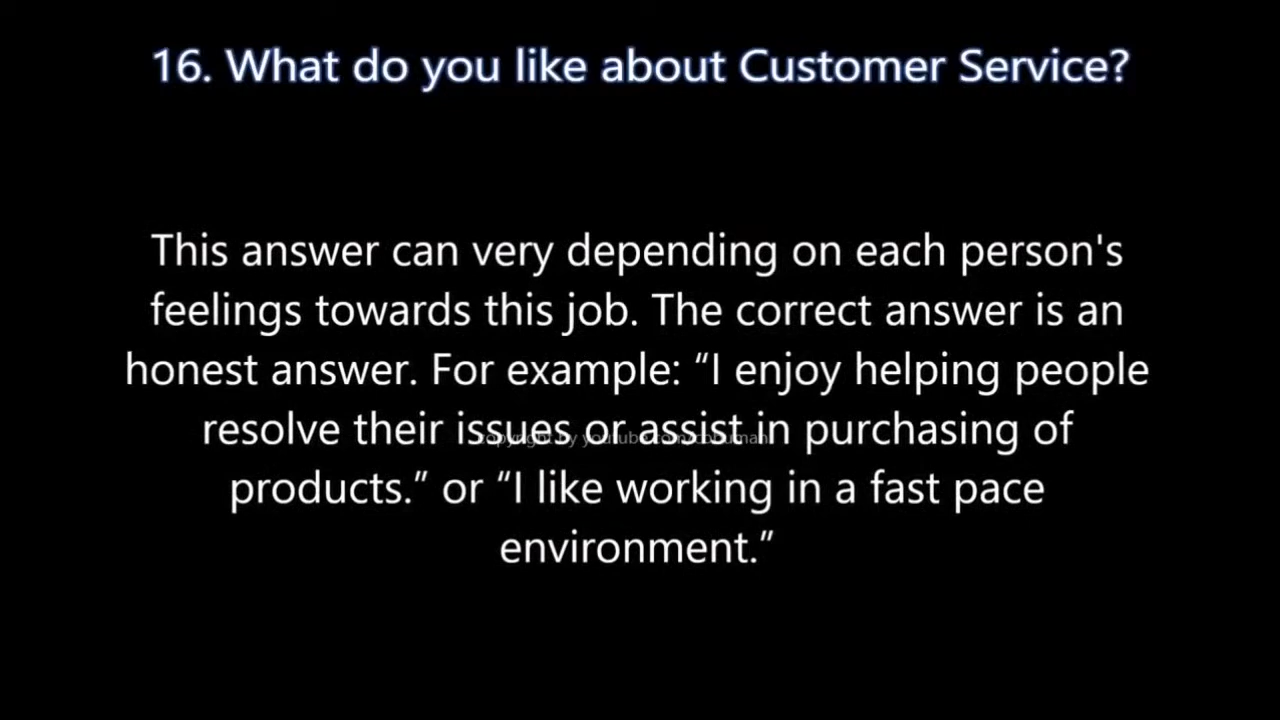 16. What do you like about Customer Service?
This answer can very depending on each person's
feelings towards this job. The correct answer is an
honest answer. For example: “I enjoy helping people
resolve their issues or assist in purchasing of
products.” or “I like working in a fast pace
environment.”